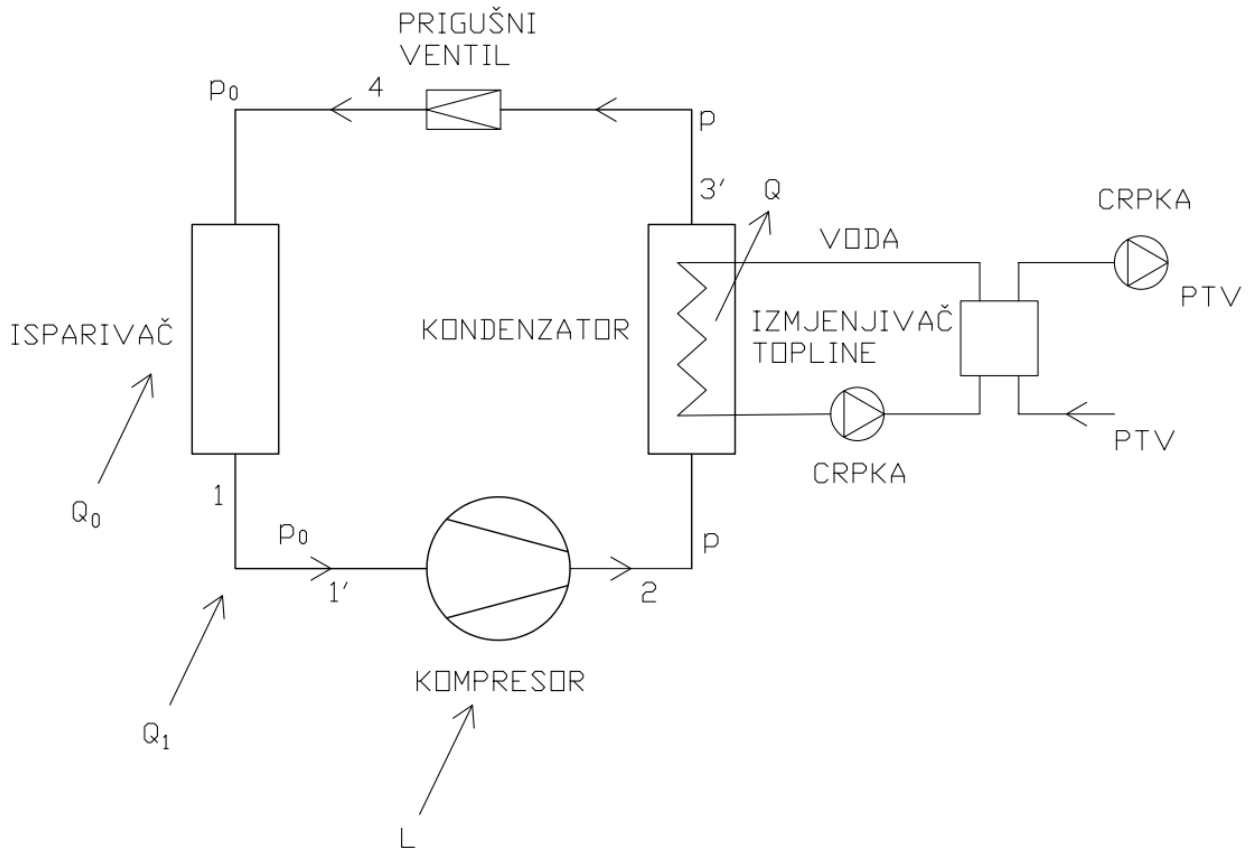 PRIGUŠNI
VENTIL
p₀
4
p
3'
Q
CRPKA
VODA
PTV
ISPARIVAČ
KONDENZATOR
IZMJENJIVAČ
TOPLINE
PTV
CRPKA
Q₀
1
p₀
1'
2
p
KOMPRESOR
Q₁
L